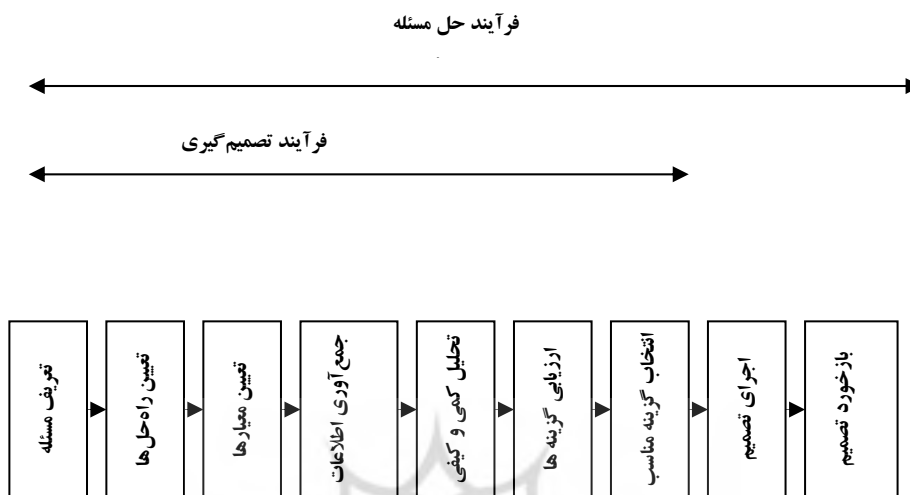 فرآیند حل مسئله
فرآیند تصمیم‌گیری
تعریف مسئله
تعیین راه‌حل‌ها
تعیین معیارها
جمع‌آوری اطلاعات
تحلیل کمی و کیفی
ارزیابی گزینه ها
انتخاب گزینه مناسب
اجرای تصمیم
بازخورد تصمیم